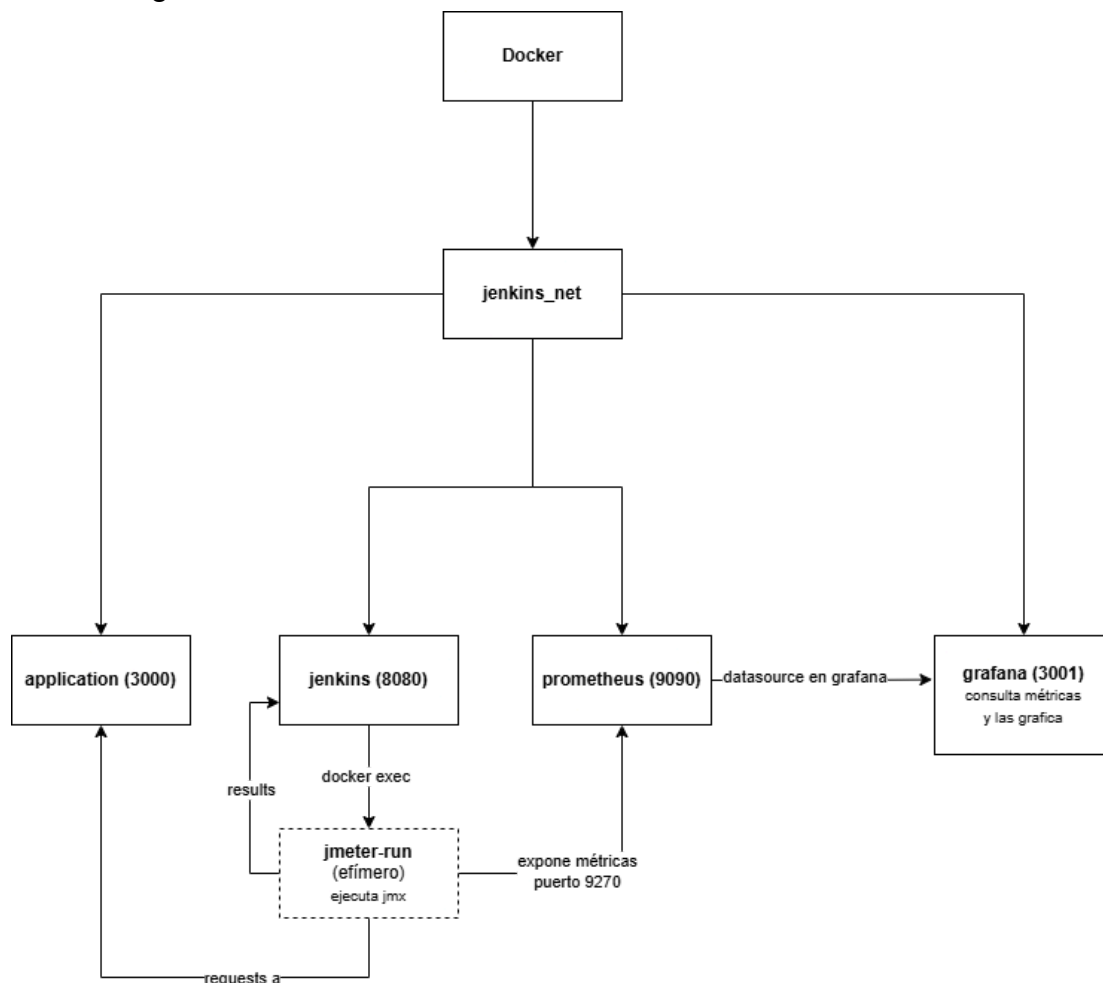 Docker
jenkins_net
application (3000)
jenkins (8080)
prometheus (9090)
datasource en grafana
grafana (3001)
consulta métricas
y las grafica
results
docker exec
jmeter-run
(efímero)
ejecuta jmx
expone métricas
puerto 9270
requests a